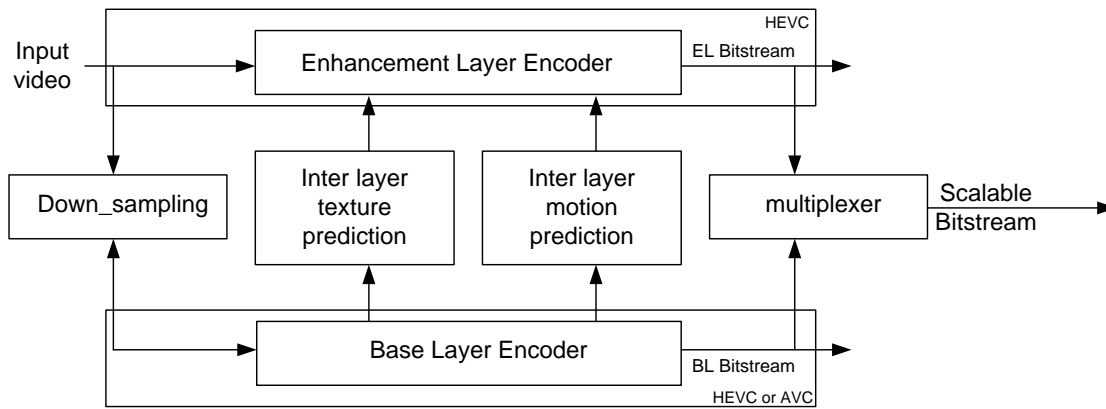 HEVC
Input
video
Enhancement Layer Encoder
EL Bitstream
Down_sampling
Inter layer
texture
prediction
Inter layer
motion
prediction
multiplexer
Scalable
Bitstream
Base Layer Encoder
BL Bitstream
HEVC or AVC